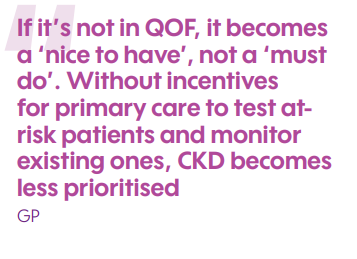 If it's not in QOF, it becomes
a 'nice to have', not a 'must
do'. Without incentives
for primary care to test at-
risk patients and monitor
existing ones, CKD becomes
less prioritised
GP